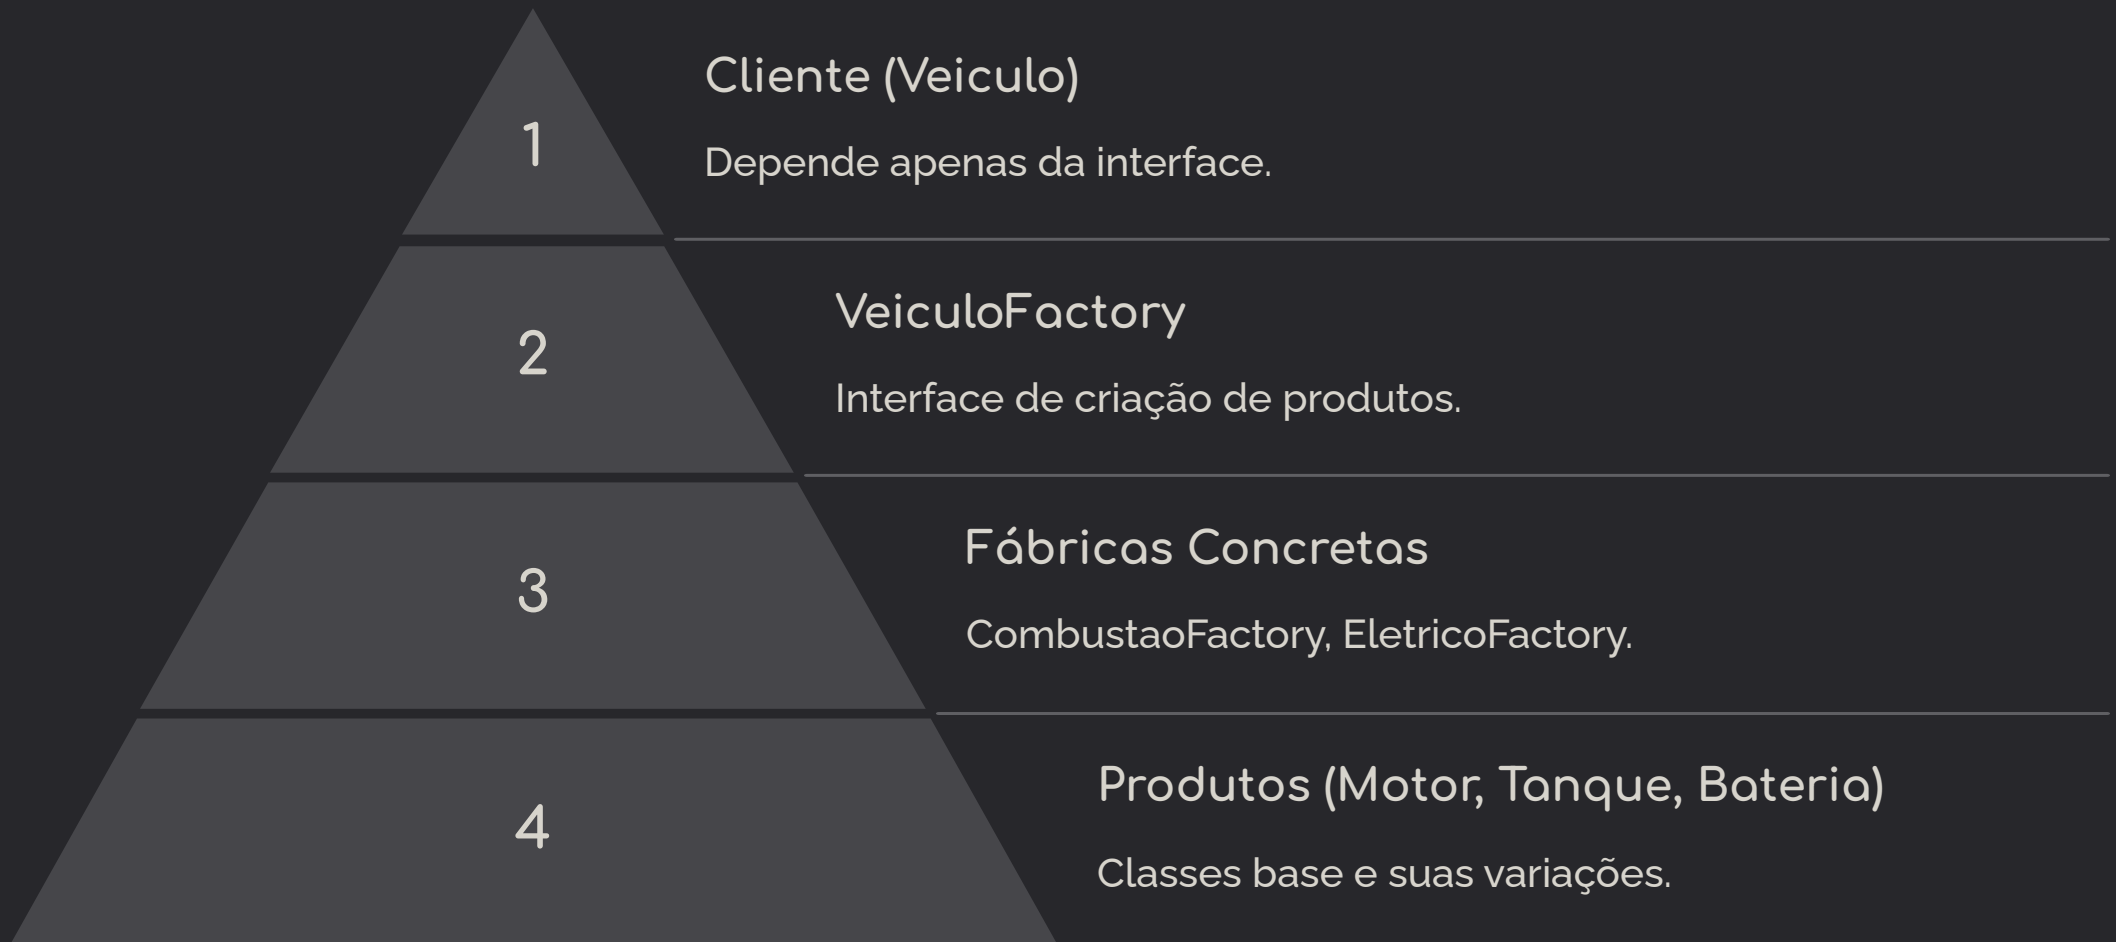 1
Cliente (Veiculo)
Depende apenas da interface.
2
VeiculoFactory
Interface de criação de produtos.
3
Fábricas Concretas
CombustaoFactory, EletricoFactory.
4
Produtos (Motor, Tanque, Bateria)
Classes base e suas variações.